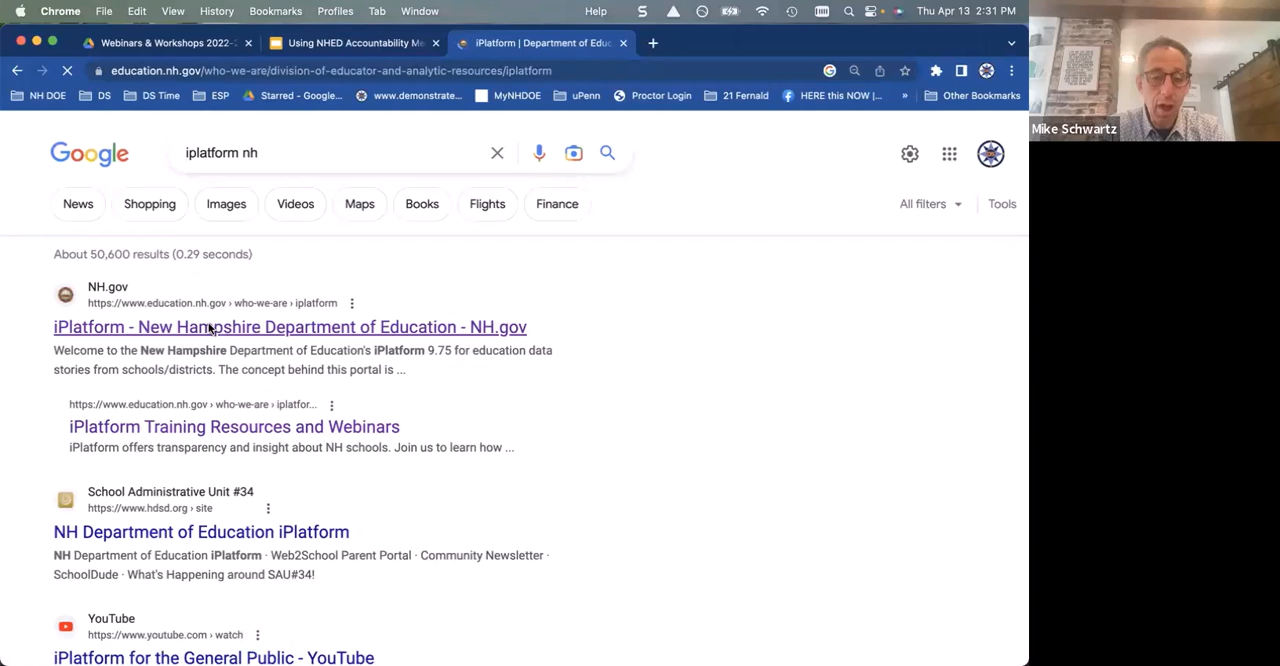 Chrome File Edit View History Bookmarks Profiles Tab Window Help Thu Apr 13 2:31 PM
Webinars & Workshops 2022-2 Using NHED Accountability Me iPlatform | Department of Educ
education.nh.gov/who-we-are/division-of-educator-and-analytic-resources/iplatform
NH DOE DS DS Time ESP Starred - Google... www.demonstrate... MyNHDOE uPenn Proctor Login 21 Fernald HERE this NOW |... » Other Bookmarks
Mike Schwartz
Google iplatform nh
News Shopping Images Videos Maps Books Flights Finance All filters Tools
About 50,600 results (0.29 seconds)
NH.gov
https://www.education.nh.gov › who-we-are › iplatform
iPlatform - New Hampshire Department of Education - NH.gov
Welcome to the New Hampshire Department of Education's iPlatform 9.75 for education data
stories from schools/districts. The concept behind this portal is ...
https://www.education.nh.gov › who-we-are › iplatfor...
iPlatform Training Resources and Webinars
iPlatform offers transparency and insight about NH schools. Join us to learn how ...
School Administrative Unit #34
https://www.hdsd.org › site
NH Department of Education iPlatform
NH Department of Education iPlatform · Web2School Parent Portal · Community Newsletter ·
SchoolDude · What's Happening around SAU#34!
YouTube
https://www.youtube.com › watch
iPlatform for the General Public - YouTube